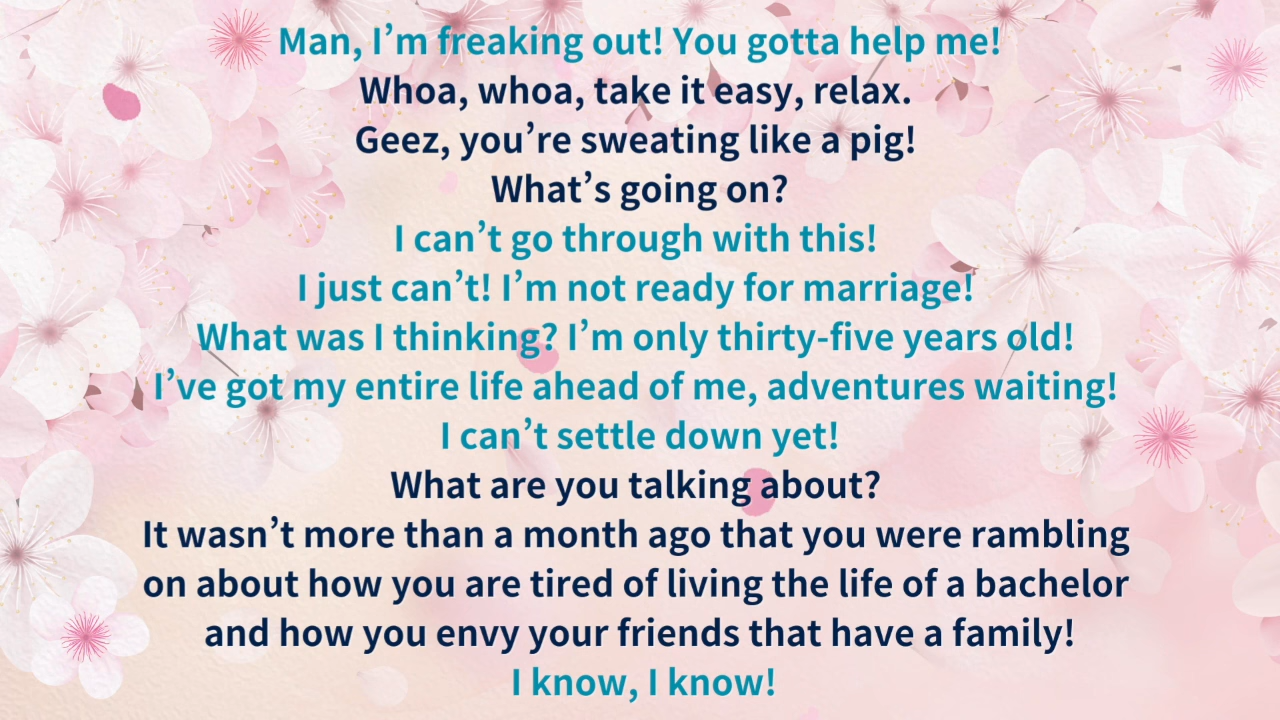 Man, I’m freaking out! You gotta help me!
Whoa, whoa, take it easy, relax.
Geez, you’re sweating like a pig!
What’s going on?
I can’t go through with this!
I just can’t! I’m not ready for marriage!
What was I thinking? I’m only thirty-five years old!
I’ve got my entire life ahead of me, adventures waiting!
I can’t settle down yet!
What are you talking about?
It wasn’t more than a month ago that you were rambling
on about how you are tired of living the life of a bachelor
and how you envy your friends that have a family!
I know, I know!